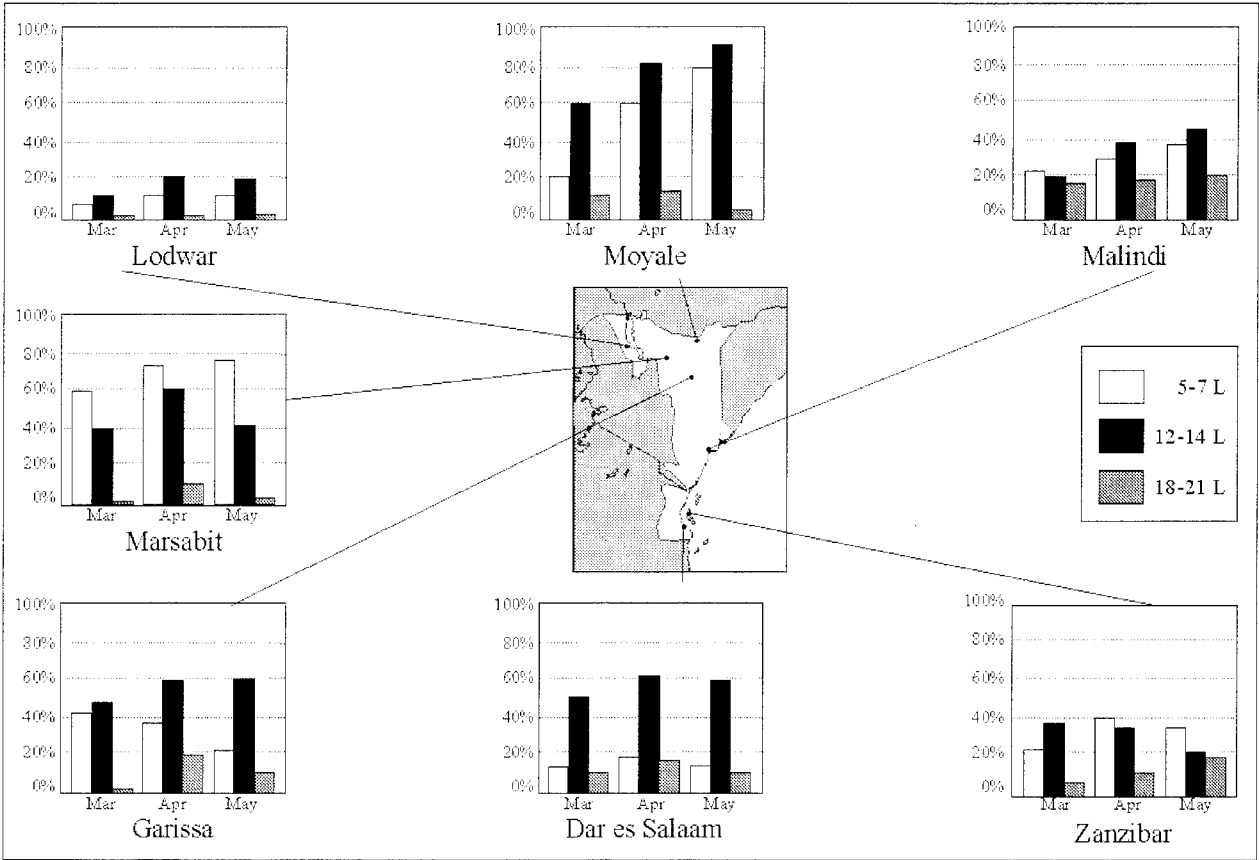 100%
80%
60%
40%
20%
0%
Mar Apr May
Lodwar
100%
80%
60%
40%
20%
0%
Mar Apr May
Moyale
100%
80%
60%
40%
20%
0%
Mar Apr May
Malindi
100%
80%
60%
40%
20%
0%
Mar Apr May
Marsabit
5-7 L
12-14 L
18-21 L
100%
80%
60%
40%
20%
0%
Mar Apr May
Garissa
100%
80%
60%
40%
20%
0%
Mar Apr May
Dar es Salaam
100%
80%
60%
40%
20%
0%
Mar Apr May
Zanzibar